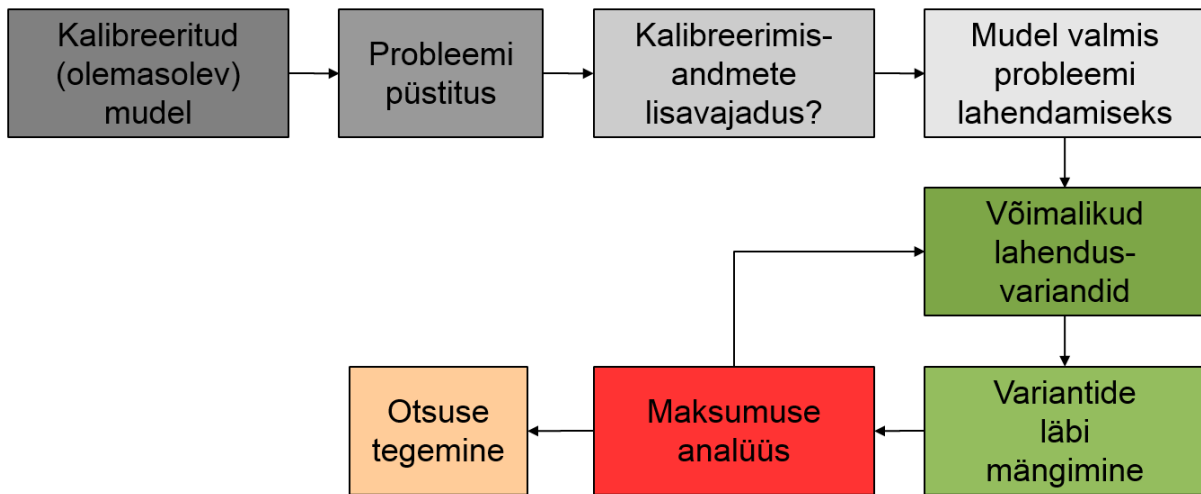 Kalibreeritud
(olemasolev)
mudel
Probleemi
püstitus
Kalibreerimis-
andmete
lisavajadus?
Mudel valmis
probleemi
lahendamiseks
Võimalikud
lahendus-
variandid
Variantide
läbi
mängimine
Maksumuse
analüüs
Otsuse
tegemine